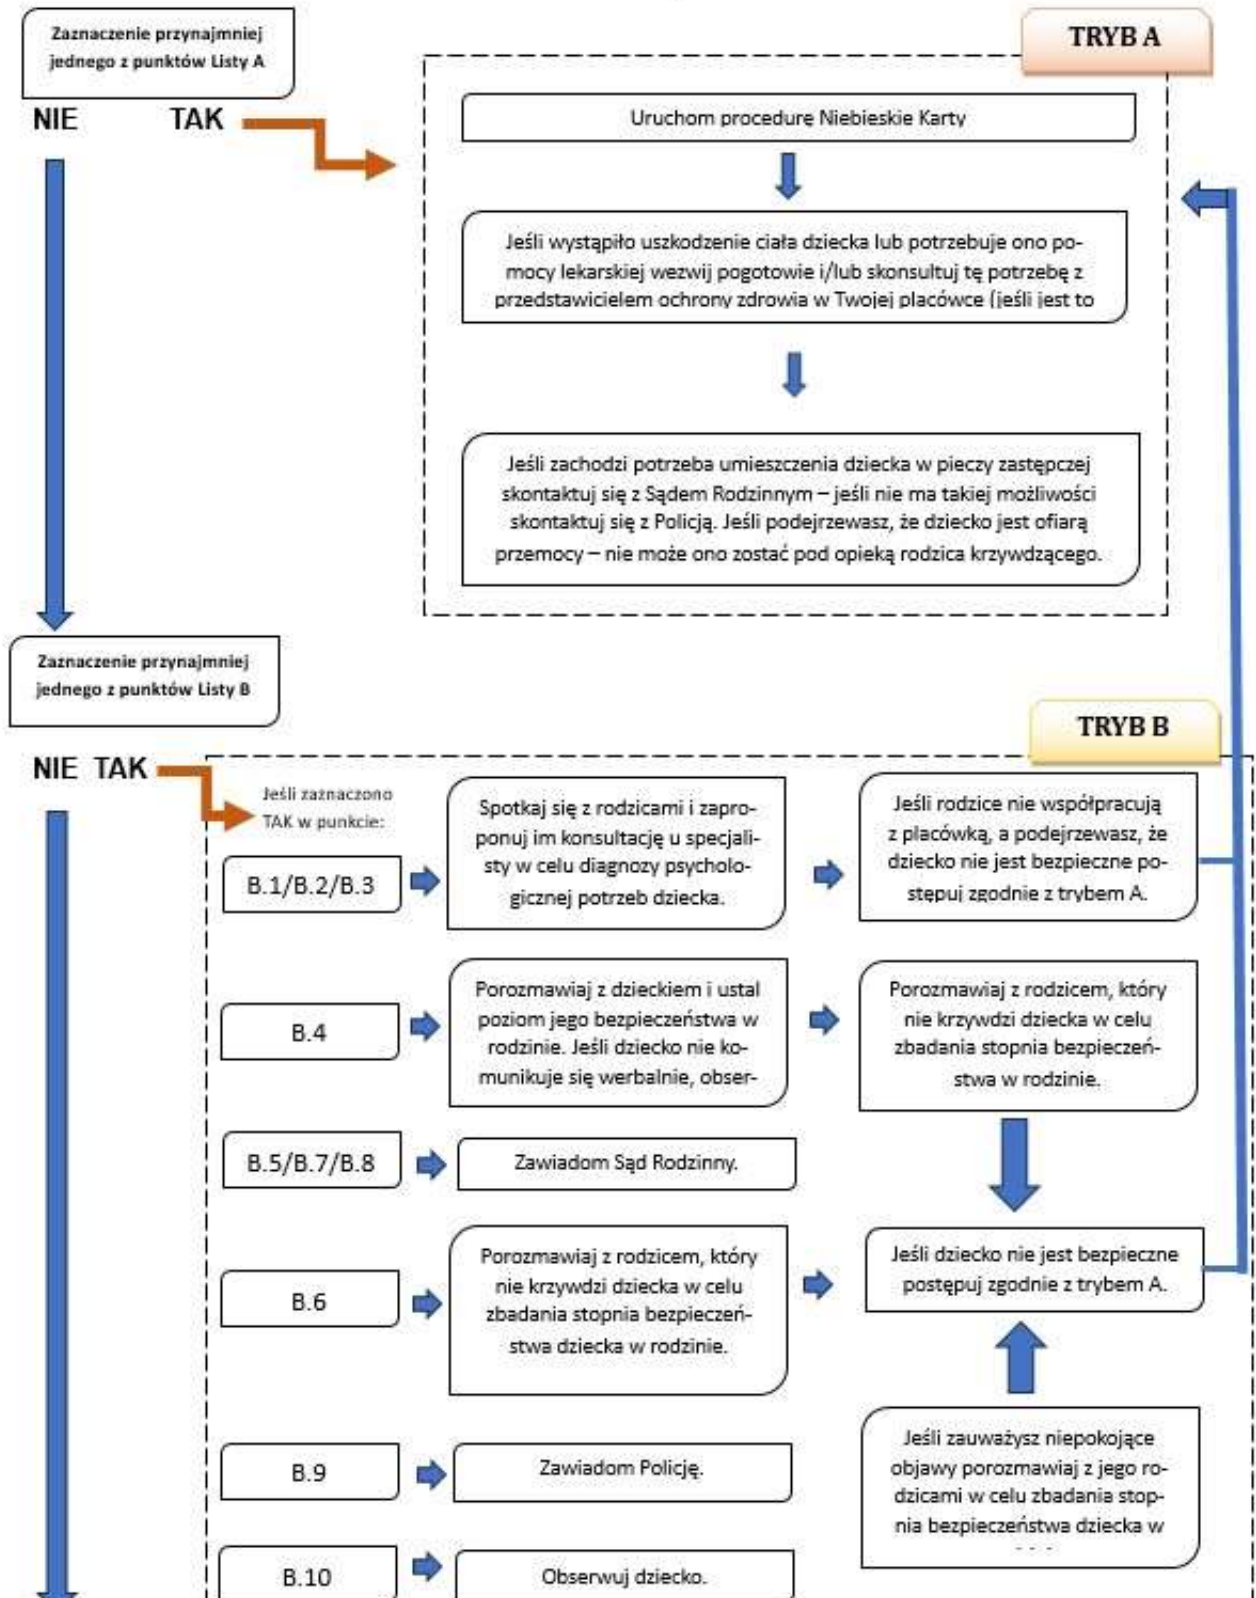 Zaznaczenie przynajmniej
jednego z punktów Listy A
NIE TAK
TRYB A
Uruchom procedurę Niebieskie Karty
Jeśli wystąpiło uszkodzenie ciała dziecka lub potrzebuje ono po-
mocy lekarskiej wezwij pogotowie i/lub skonsultuj tę potrzebę z
przedstawicielem ochrony zdrowia w Twojej placówce (jeśli jest to
Jeśli zachodzi potrzeba umieszczenia dziecka w pieczy zastępczej
skontaktuj się z Sądem Rodzinnym – jeśli nie ma takiej możliwości
skontaktuj się z Policją. Jeśli podejrzewasz, że dziecko jest ofiarą
przemocy – nie może ono zostać pod opieką rodzica krzywdzącego.
Zaznaczenie przynajmniej
jednego z punktów Listy B
NIE TAK
TRYB B
Jeśli zaznaczono
TAK w punkcie:
B.1/B.2/B.3
Spotkaj się z rodzicami i zapro-
ponuj im konsultację u specjali-
sty w celu diagnozy psycholo-
gicznej potrzeb dziecka.
Jeśli rodzice nie współpracują
z placówką, a podejrzewasz, że
dziecko nie jest bezpieczne po-
stępuj zgodnie z trybem A.
B.4
Porozmawiaj z dzieckiem i ustal
poziom jego bezpieczeństwa w
rodzinie. Jeśli dziecko nie ko-
munikuje się werbalnie, obser-
Porozmawiaj z rodzicem, który
nie krzywdzi dziecka w celu
zbadania stopnia bezpieczeń-
stwa w rodzinie.
B.5/B.7/B.8
Zawiadom Sąd Rodzinny.
B.6
Porozmawiaj z rodzicem, który
nie krzywdzi dziecka w celu
zbadania stopnia bezpieczeń-
stwa dziecka w rodzinie.
Jeśli dziecko nie jest bezpieczne
postępuj zgodnie z trybem A.
B.9
Zawiadom Policję.
Jeśli zauważysz niepokojące
objawy porozmawiaj z jego ro-
dzicami w celu zbadania stop-
nia bezpieczeństwa dziecka w
B.10
Obserwuj dziecko.